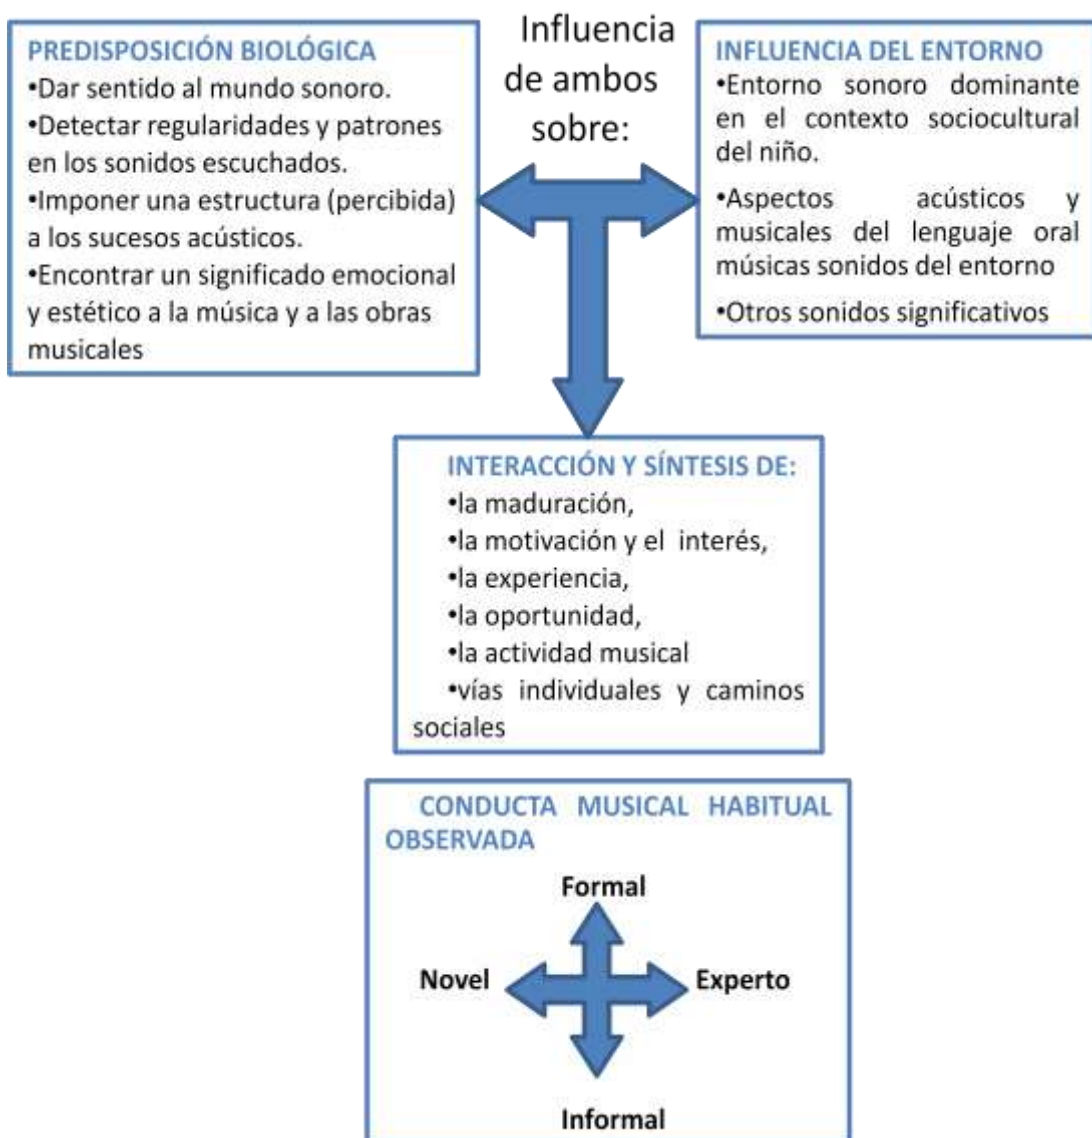 PREDISPOSICIÓN BIOLÓGICA
•Dar sentido al mundo sonoro.
•Detectar regularidades y patrones
en los sonidos escuchados.
•Imponer una estructura (percibida)
a los sucesos acústicos.
•Encontrar un significado emocional
y estético a la música y a las obras
musicales
Influencia
de ambos
sobre:
INFLUENCIA DEL ENTORNO
•Entorno sonoro dominante
en el contexto sociocultural
del niño.
•Aspectos acústicos y
musicales del lenguaje oral
músicas sonidos del entorno
•Otros sonidos significativos
INTERACCIÓN Y SÍNTESIS DE:
•la maduración,
•la motivación y el interés,
•la experiencia,
•la oportunidad,
•la actividad musical
•vías individuales y caminos
sociales
CONDUCTA MUSICAL HABITUAL
OBSERVADA
Formal
Novel
Experto
Informal